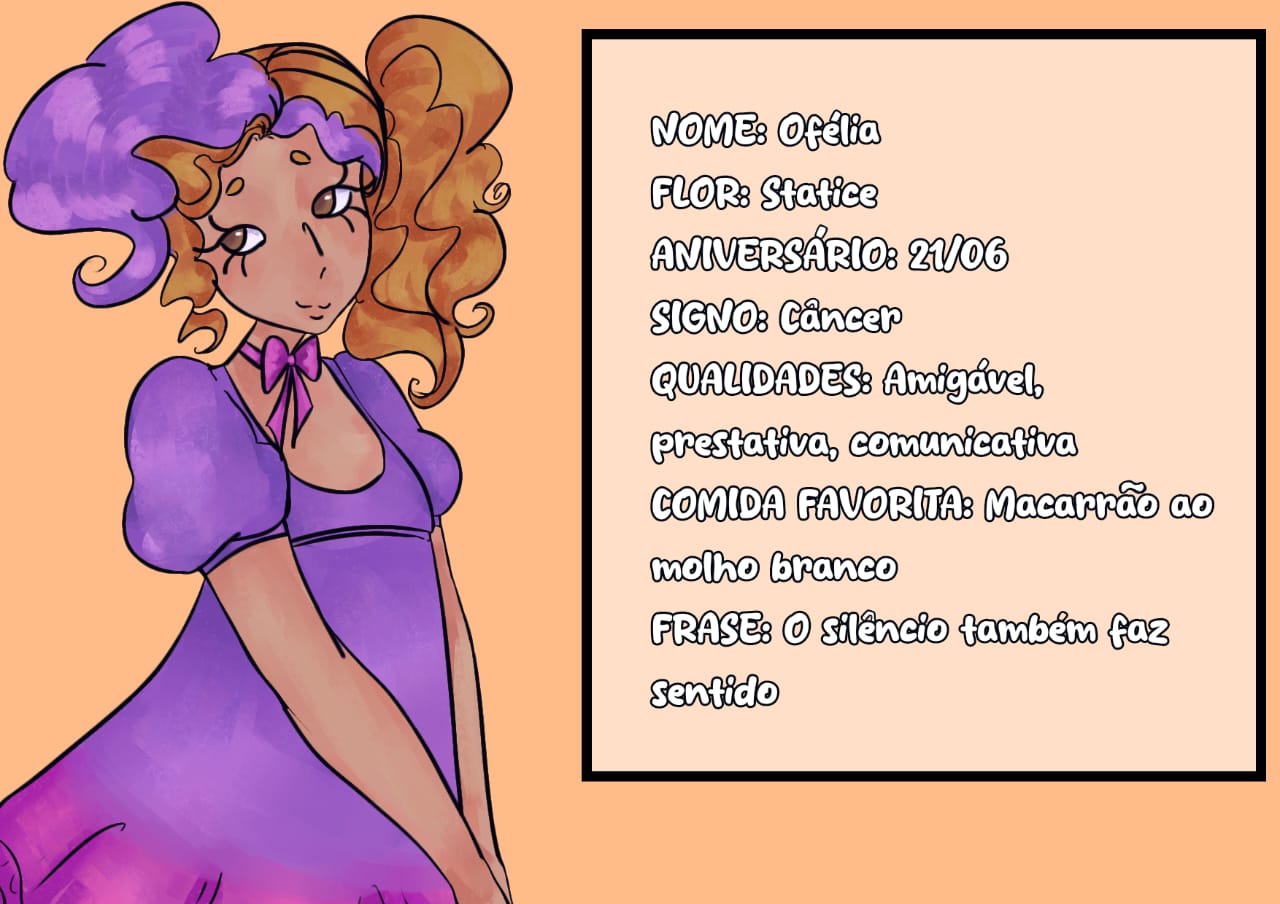 NOME: Ofélia
FLOR: Statice
ANIVERSÁRIO: 21/06
SIGNO: Câncer
QUALIDADES: Amigável,
prestativa, comunicativa
COMIDA FAVORITA: Macarrão ao
molho branco
FRASE: O silêncio também faz
sentido